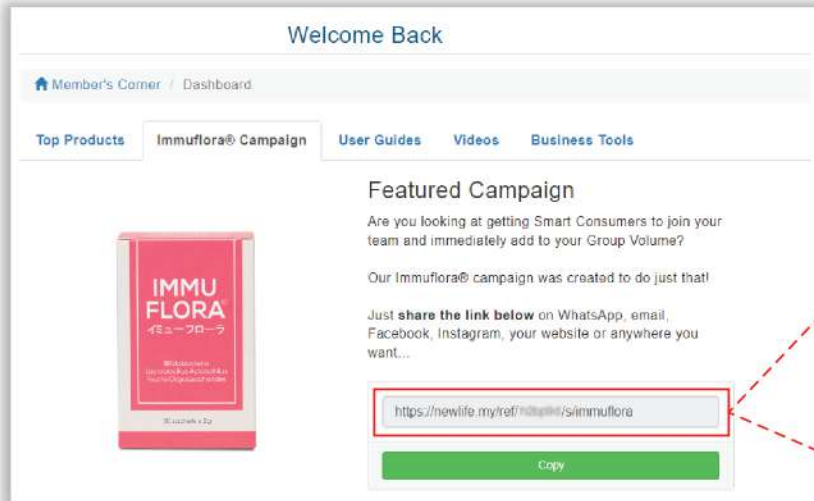 Welcome Back
Member's Corner / Dashboard
Top Products
Immuflora® Campaign
User Guides
Videos
Business Tools
Featured Campaign
Are you looking at getting Smart Consumers to join your
team and immediately add to your Group Volume?
Our Immuflora® campaign was created to do just that!
Just share the link below on WhatsApp, email,
Facebook, Instagram, your website or anywhere you
want...
https://newlife.my/ref/ /s/immuflora
Copy
IMMU
FLORA®
イミューフローラ
30 sachets x 2g